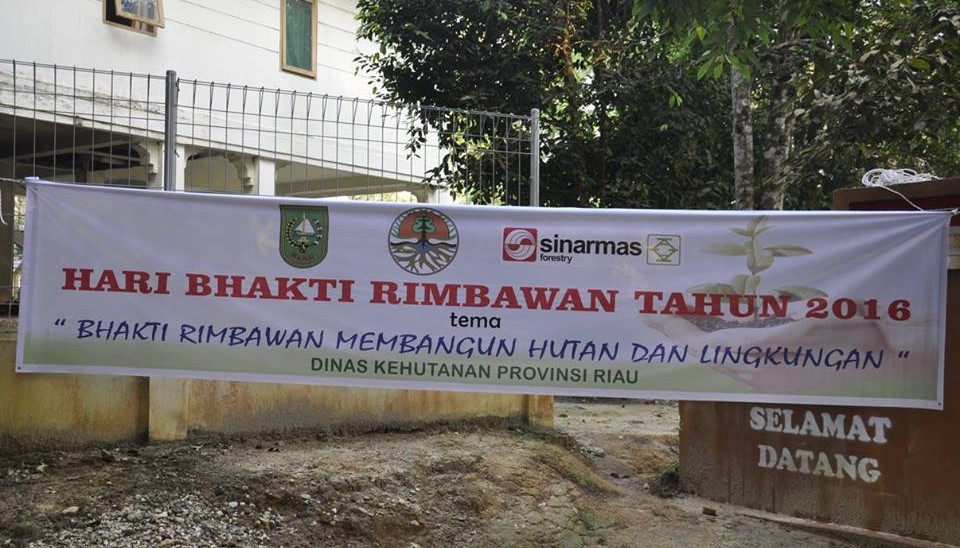 RIAU
sinarmas
forestry
HARI BHAKTI RIMBAWAN TAHUN 2016
tema
“ BHAKTI RIMBAWAN MEMBANGUN HUTAN DAN LINGKUNGAN “
DINAS KEHUTANAN PROVINSI RIAU
SELAMAT
DATANG